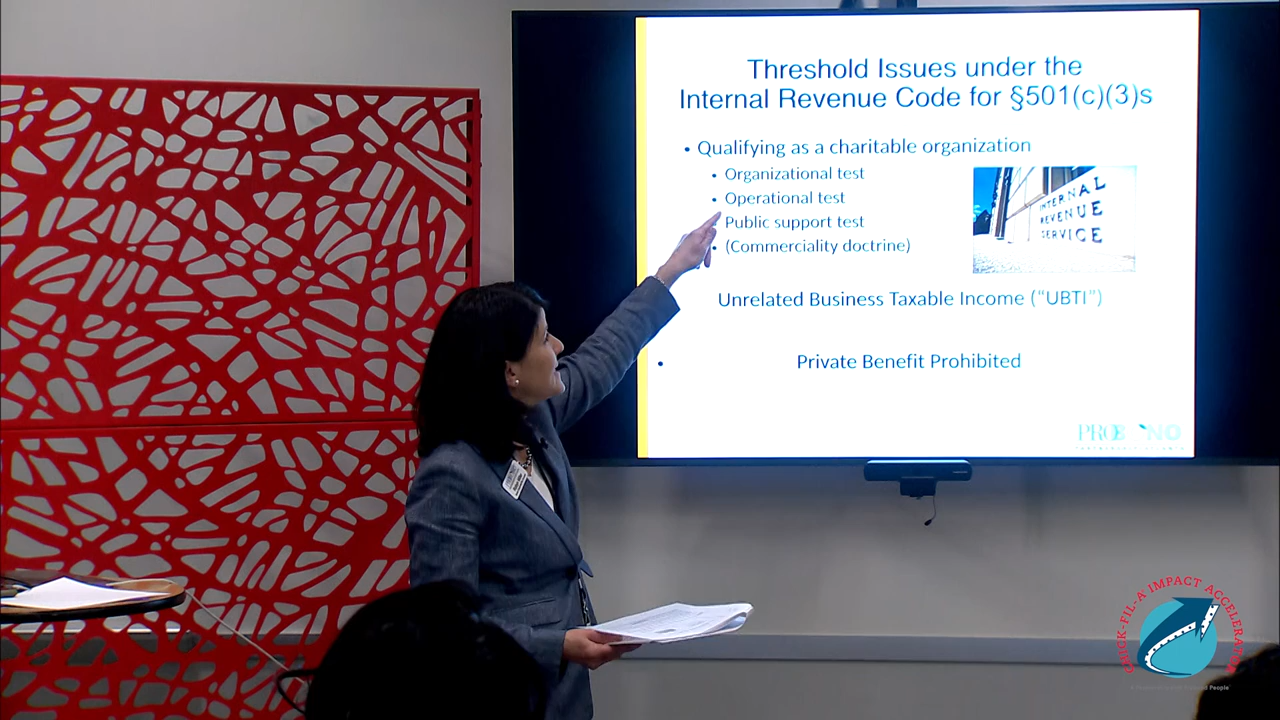 Threshold Issues under the
Internal Revenue Code for §501(c)(3)s
• Qualifying as a charitable organization
• Organizational test
• Operational test
Public support test
• (Commerciality doctrine)
INTERNAL
REVENUE
SERVICE
Unrelated Business Taxable Income (“UBTI”)
• Private Benefit Prohibited
CHICK-FIL-A IMPACT ACCELERATOR